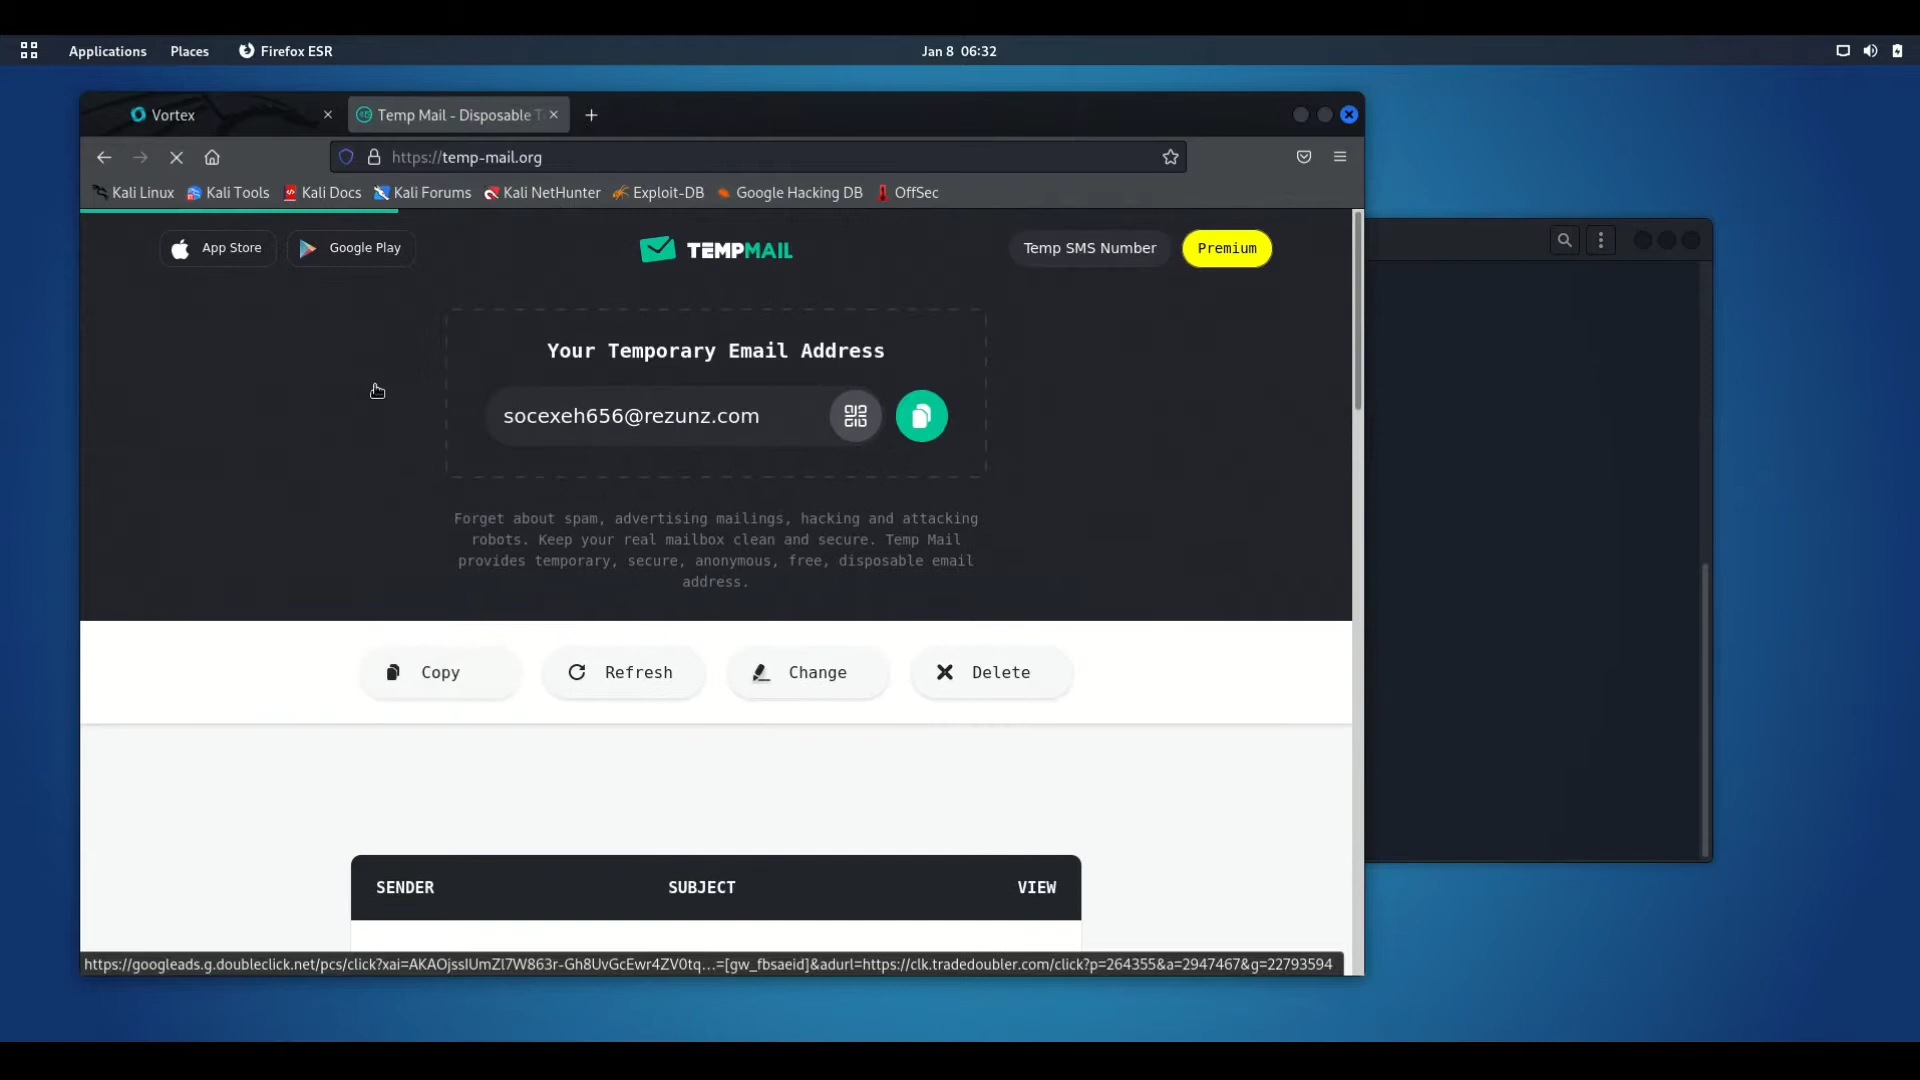 Applications Places Firefox ESR Jan 8 06:32
Vortex Temp Mail - Disposable T
https://temp-mail.org
Kali Linux Kali Tools Kali Docs Kali Forums Kali NetHunter Exploit-DB Google Hacking DB OffSec
App Store Google Play TEMPMAIL Temp SMS Number Premium
Your Temporary Email Address
socexeh656@rezunz.com
Forget about spam, advertising mailings, hacking and attacking
robots. Keep your real mailbox clean and secure. Temp Mail
provides temporary, secure, anonymous, free, disposable email
address.
Copy Refresh Change Delete
SENDER SUBJECT VIEW
https://googleads.g.doubleclick.net/pcs/click?xai=AKAOjssIUmZl7W863r-Gh8UvGcEwr4ZV0tq...=[gw_fbsaeid]&adurl=https://clk.tradedoubler.com/click?p=264355&a=2947467&g=22793594